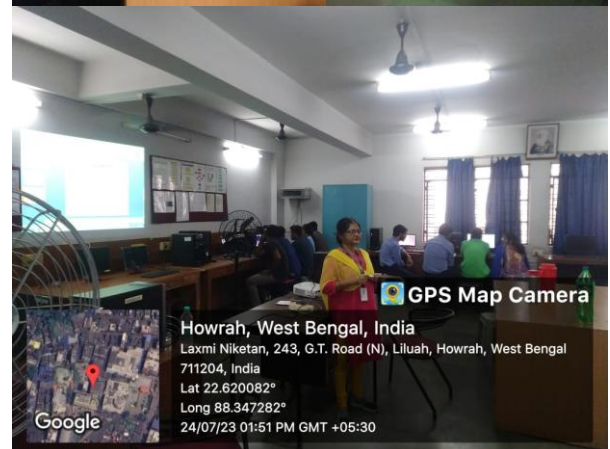 GPS Map Camera
Howrah, West Bengal, India
Laxmi Niketan, 243, G.T. Road (N), Liluah, Howrah, West Bengal
711204, India
Lat 22.620082°
Long 88.347282°
24/07/23 01:51 PM GMT +05:30
Google